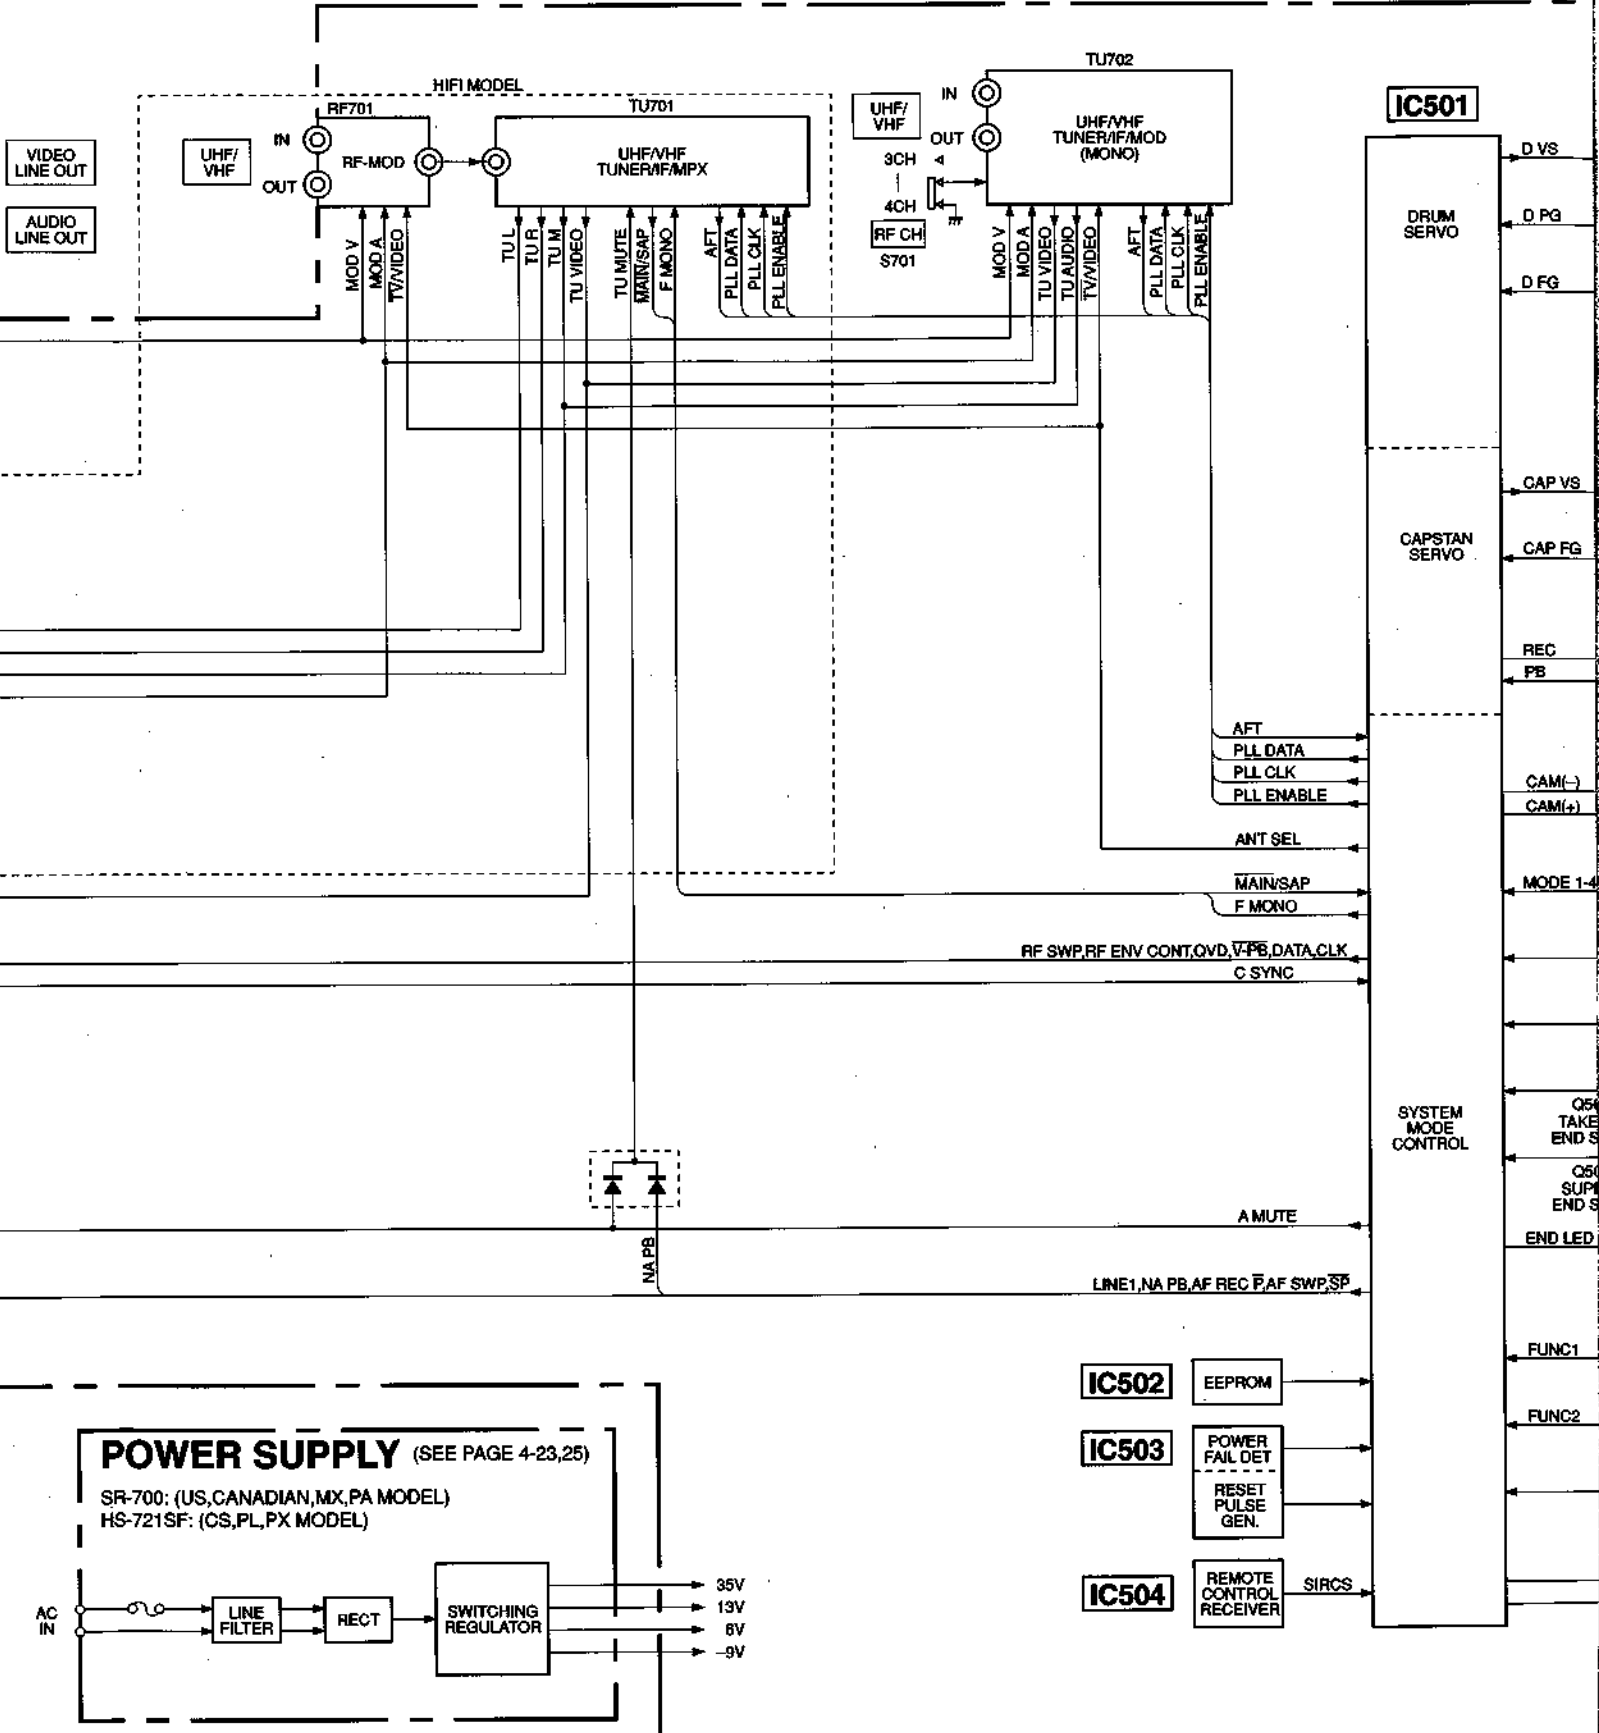 HIFI MODEL
VIDEO
LINE OUT
AUDIO
LINE OUT
UHF/
VHF
IN
OUT
RF701
RF-MOD
TU701
UHF/VHF
TUNER/IF/MPX
MOD V
MOD A
TV/VIDEO
TU L
TU R
TU M
TU VIDEO
TU MUTE
MAIN/SAP
F MONO
AFT
PLL DATA
PLL CLK
PLL ENABLE
UHF/
VHF
IN
OUT
3CH
4CH
RF CH
S701
TU702
UHF/VHF
TUNER/IF/MOD
(MONO)
MOD V
MOD A
TU VIDEO
TU AUDIO
TV/VIDEO
AFT
PLL DATA
PLL CLK
PLL ENABLE
IC501
DRUM
SERVO
CAPSTAN
SERVO
SYSTEM
MODE
CONTROL
D VS
D PG
D FG
CAP VS
CAP FG
REC
PB
CAM(–)
CAM(+)
MODE 1-4
TAKE
END S
END S
END LED
FUNC1
FUNC2
AFT
PLL DATA
PLL CLK
PLL ENABLE
ANT SEL
MAIN/SAP
F MONO
RF SWP,RF ENV CONT,QVD,V-PB,DATA,CLK
C SYNC
A MUTE
NA PB
LINE1,NA PB,AF REC P,AF SWP,SP
IC502
EEPROM
IC503
POWER
FAIL DET
RESET
PULSE
GEN.
IC504
REMOTE
CONTROL
RECEIVER
SIRCS
POWER SUPPLY (SEE PAGE 4-23,25)
SR-700: (US,CANADIAN,MX,PA MODEL)
HS-721SF: (CS,PL,PX MODEL)
AC
IN
LINE
FILTER
RECT
SWITCHING
REGULATOR
35V
13V
6V
–9V